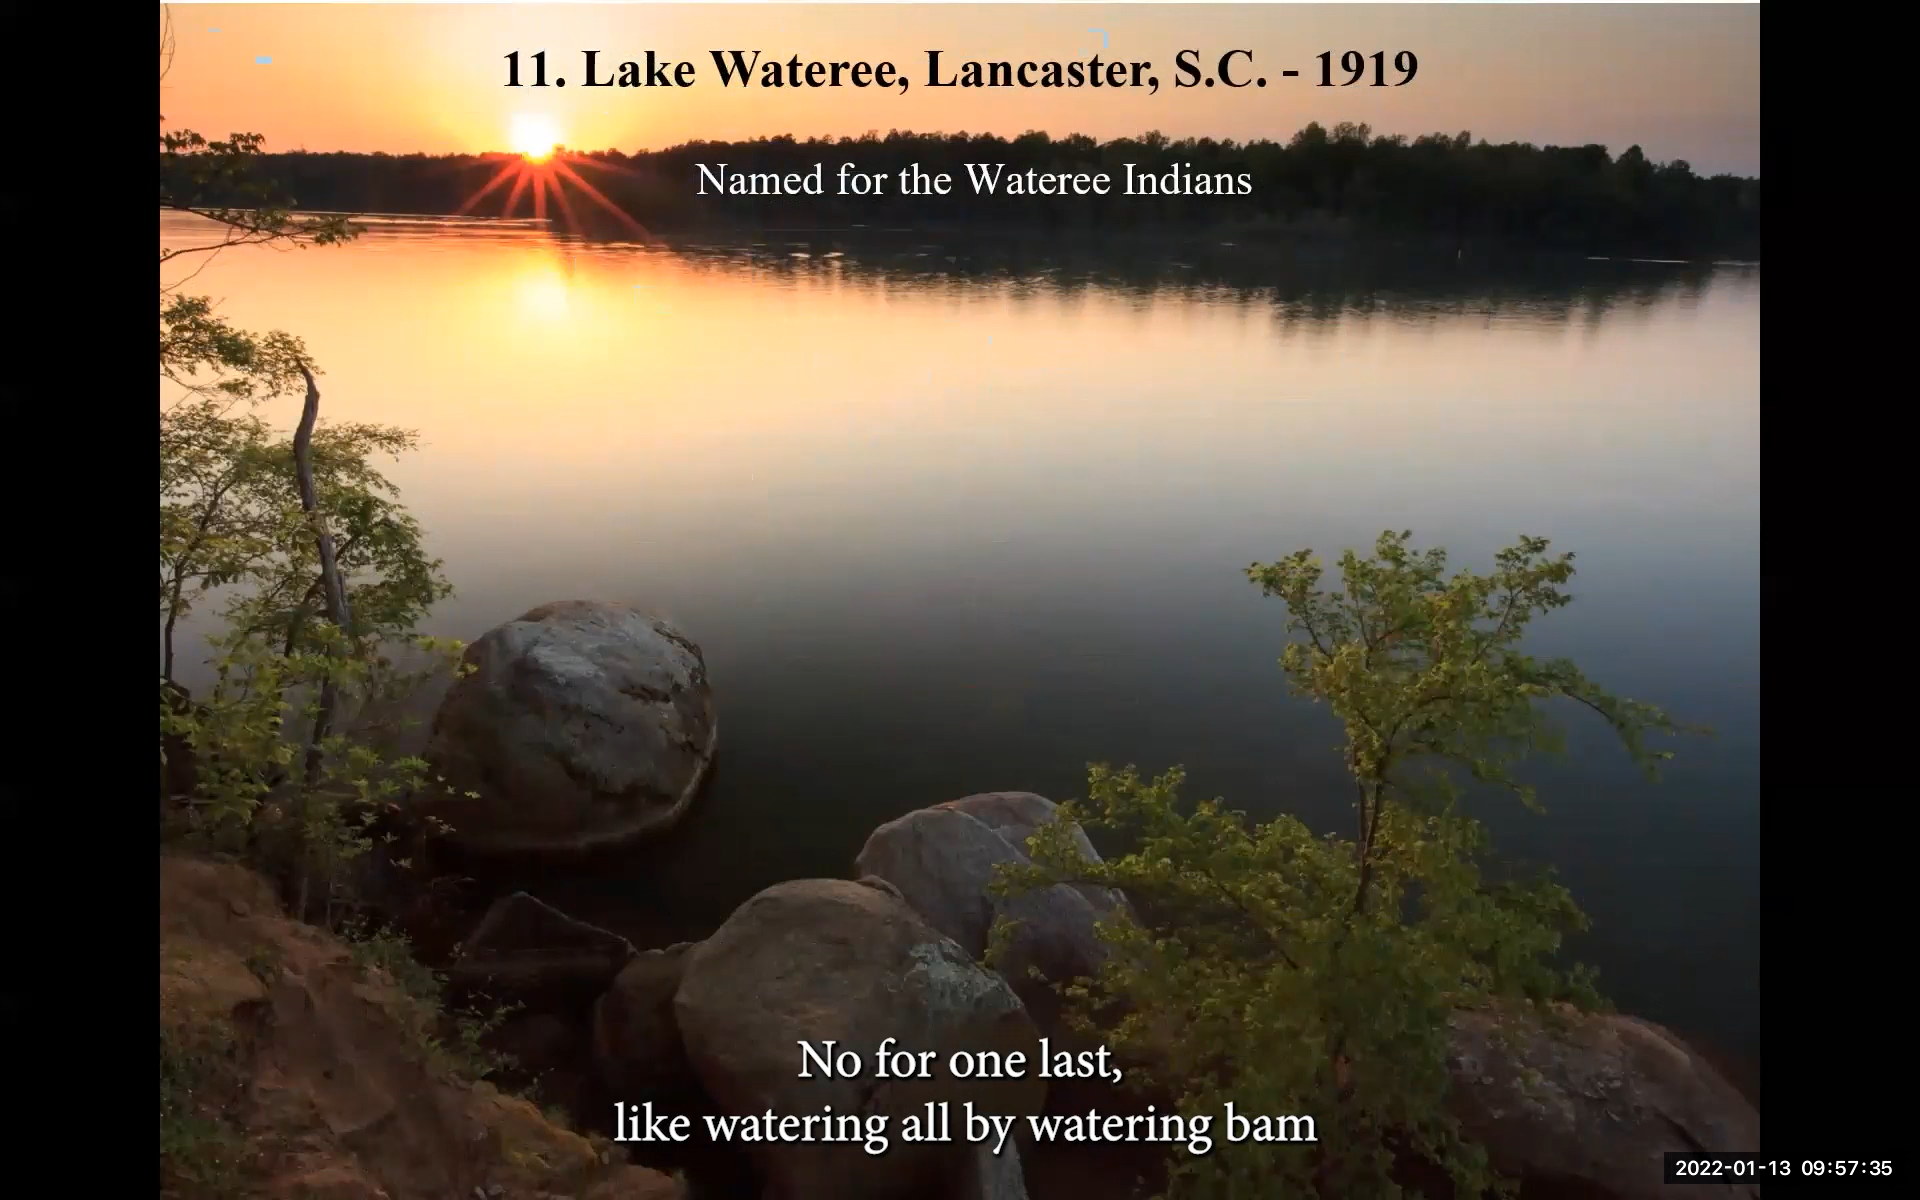 11. Lake Wateree, Lancaster, S.C. - 1919
Named for the Wateree Indians
No for one last,
like watering all by watering bam
2022-01-13 09:57:35